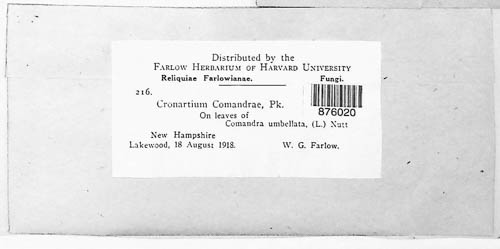 Distributed by the
FARLOW HERBARIUM OF HARVARD UNIVERSITY
Reliquiae Farlowianae. Fungi.
216.
876020
Cronartium Comandrae, Pk.
On leaves of
Comandra umbellata, (L.) Nutt
New Hampshire
Lakewood, 18 August 1918. W. G. Farlow.